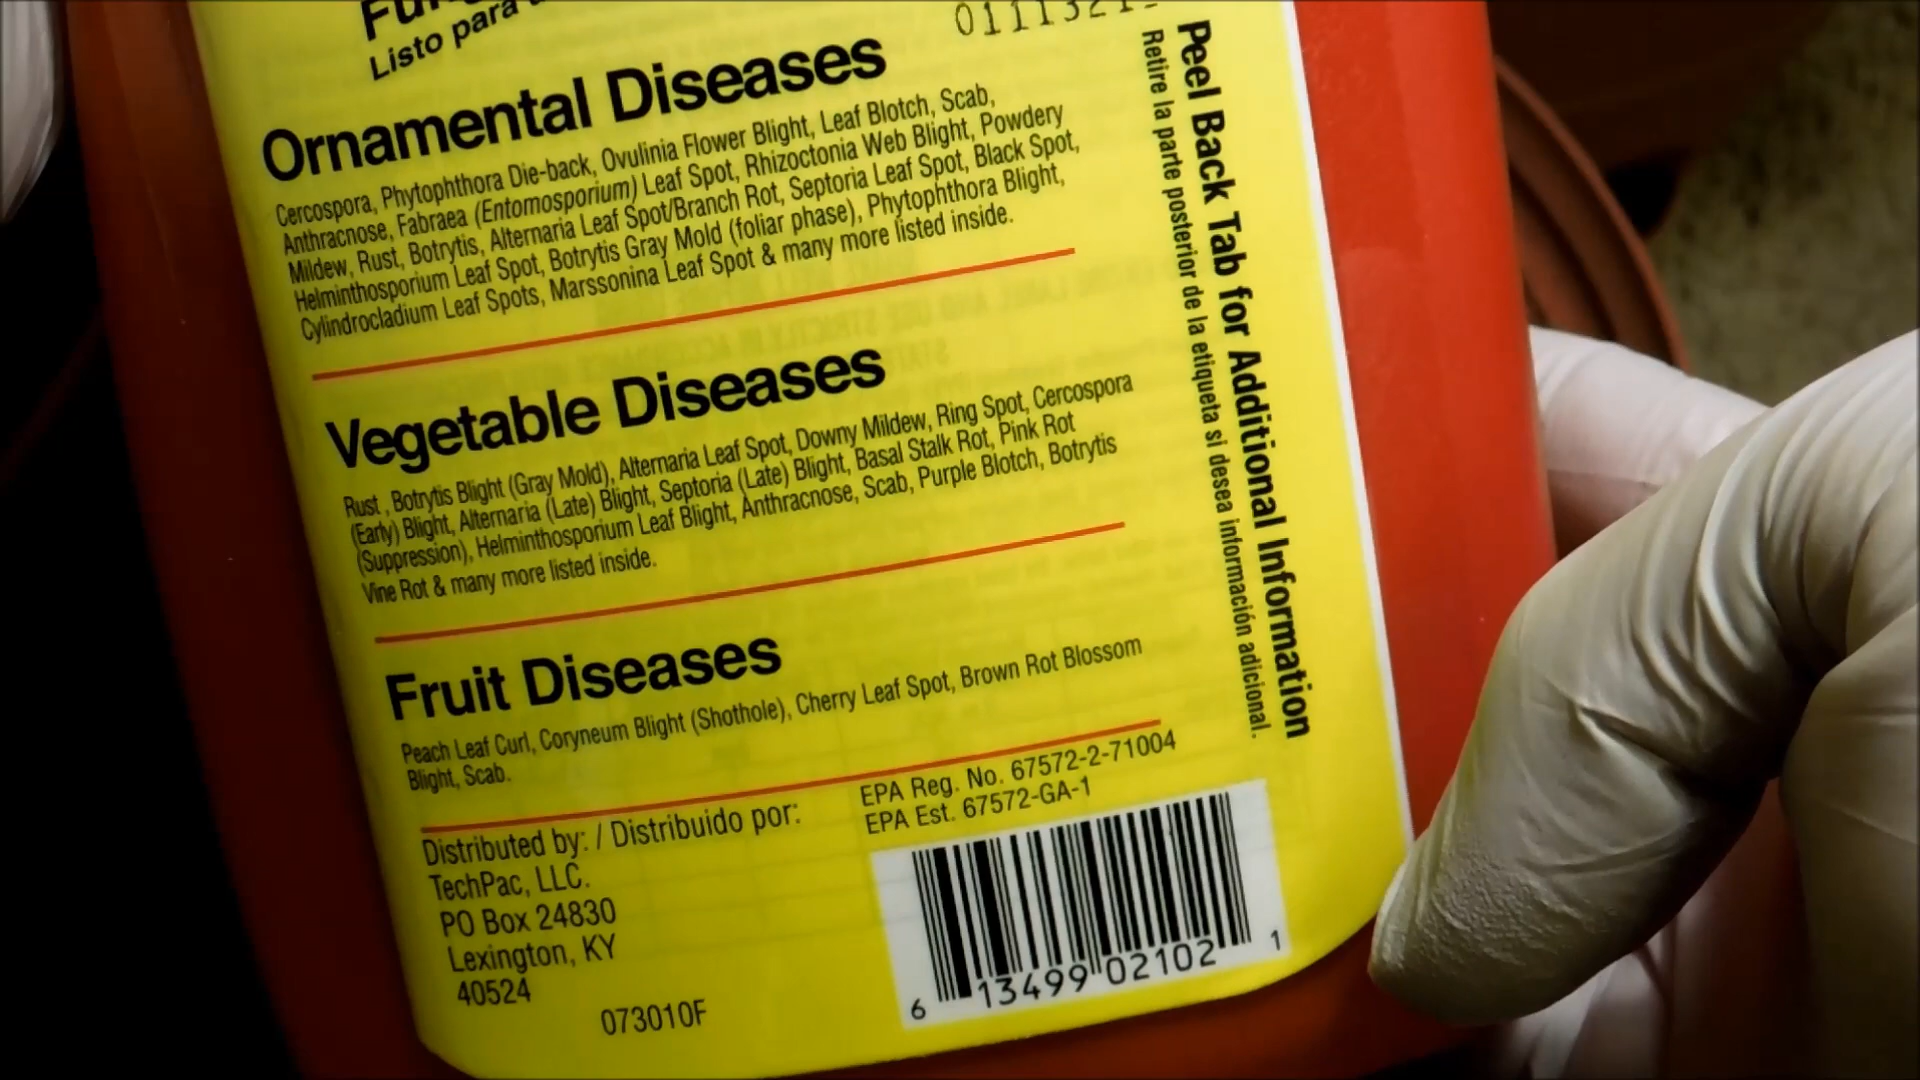 Listo para
Ornamental Diseases
Cercospora, Phytophthora Die-back, Ovulinia Flower Blight, Leaf Blotch, Scab,
Anthracnose, Fabraea (Entomosporium) Leaf Spot, Rhizoctonia Web Blight, Powdery
Mildew, Rust, Botrytis, Alternaria Leaf Spot/Branch Rot, Septoria Leaf Spot, Black Spot,
Helminthosporium Leaf Spot, Botrytis Gray Mold (foliar phase), Phytophthora Blight,
Cylindrocladium Leaf Spots, Marssonina Leaf Spot & many more listed inside.
Vegetable Diseases
Rust , Botrytis Blight (Gray Mold), Alternaria Leaf Spot, Downy Mildew, Ring Spot, Cercospora
(Early) Blight, Alternaria (Late) Blight, Septoria (Late) Blight, Basal Stalk Rot, Pink Rot
(Suppression), Helminthosporium Leaf Blight, Anthracnose, Scab, Purple Blotch, Botrytis
Vine Rot & many more listed inside.
Fruit Diseases
Peach Leaf Curl, Coryneum Blight (Shothole), Cherry Leaf Spot, Brown Rot Blossom
Blight, Scab.
Distributed by: / Distribuido por:
TechPac, LLC.
PO Box 24830
Lexington, KY
40524
073010F
EPA Reg. No. 67572-2-71004
EPA Est. 67572-GA-1
6 13499 02102 1
Peel Back Tab for Additional Information
Retire la parte posterior de la etiqueta si desea información adicional.